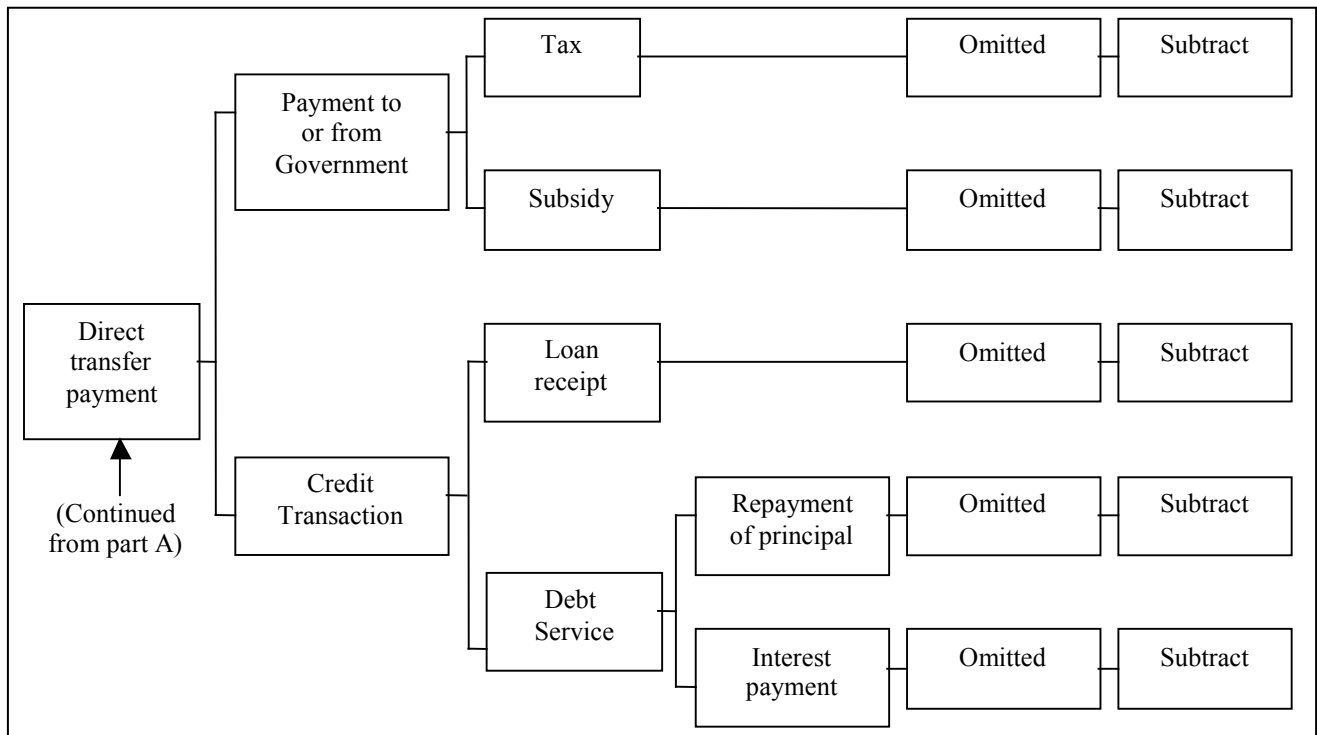 Tax
Omitted
Subtract
Payment to
or from
Government
Subsidy
Omitted
Subtract
Direct
transfer
payment
(Continued
from part A)
Loan
receipt
Omitted
Subtract
Credit
Transaction
Repayment
of principal
Omitted
Subtract
Debt
Service
Interest
payment
Omitted
Subtract